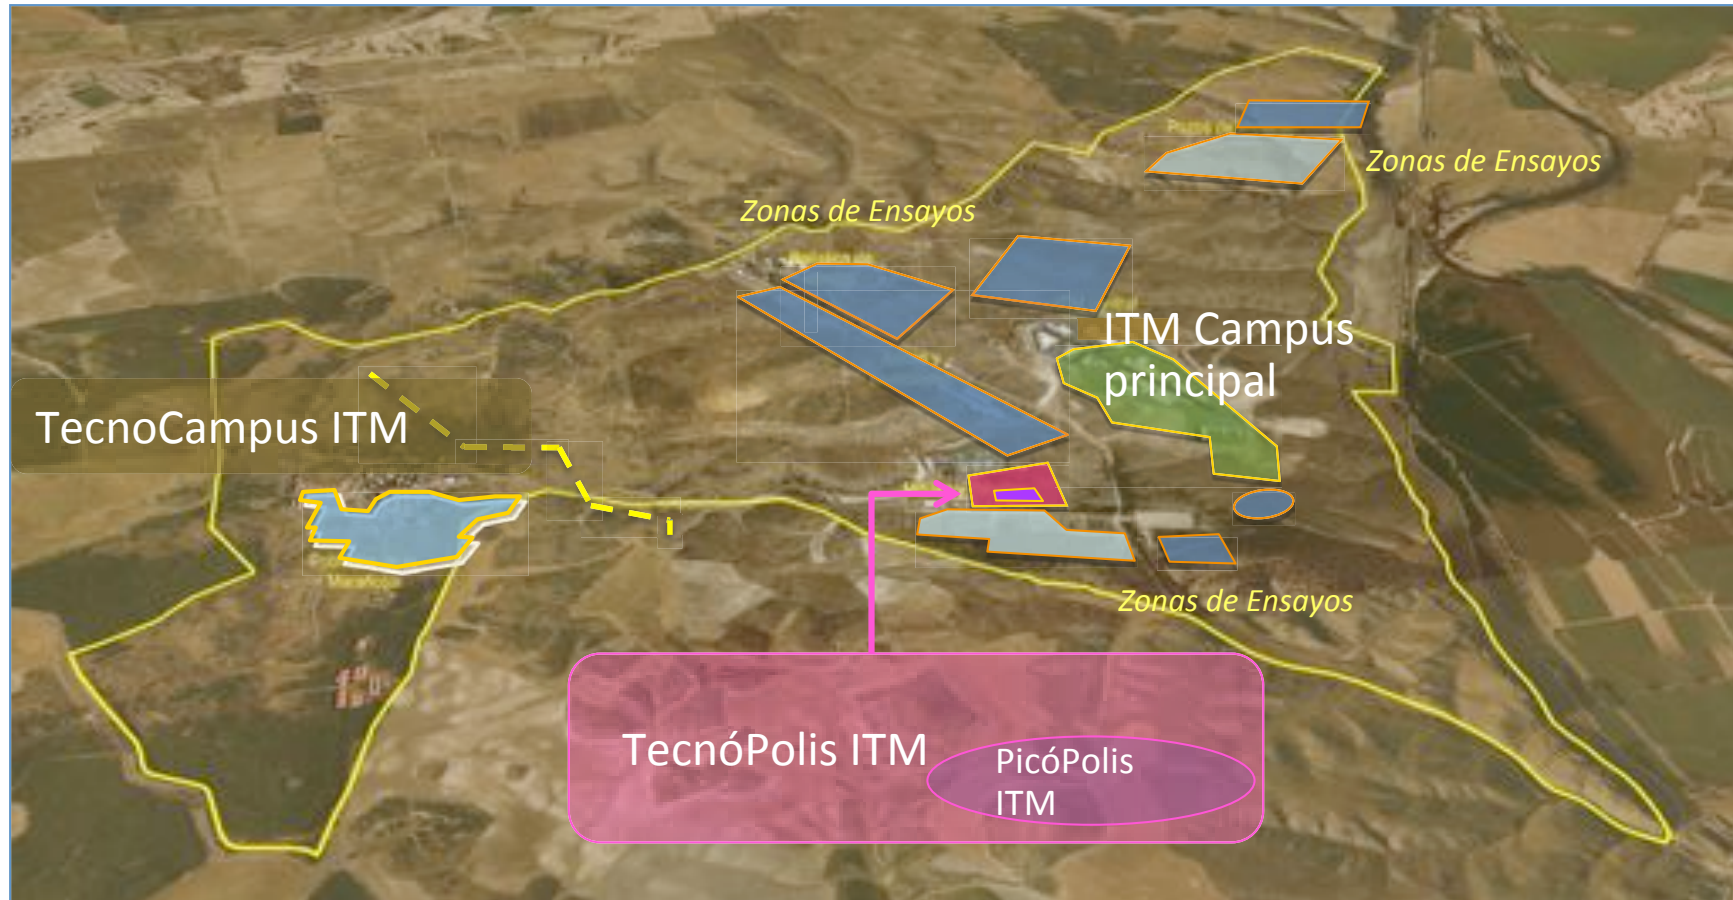 Zonas de Ensayos
Zonas de Ensayos
ITM Campus
principal
TecnoCampus ITM
Zonas de Ensayos
TecnóPolis ITM
PicóPolis
ITM